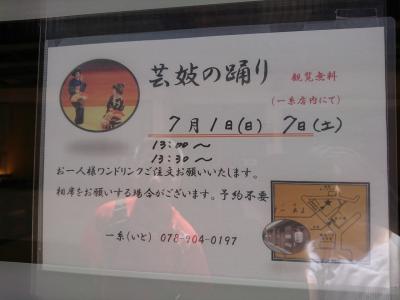 芸妓の踊り 観覧無料
(一糸店内にて)
7月1日(日) 7日(土)
13:00〜
13:30〜
お一人様ワンドリンクご注文お願いいたします。
相席をお願いする場合がございます。予約不要
一糸(いと) 078-904-0197